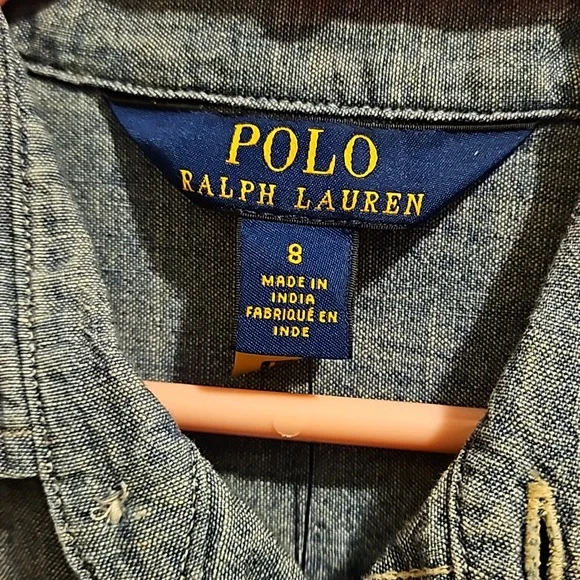 POLO
RALPH LAUREN
8
MADE IN
INDIA
FABRIQUÉ EN
INDE